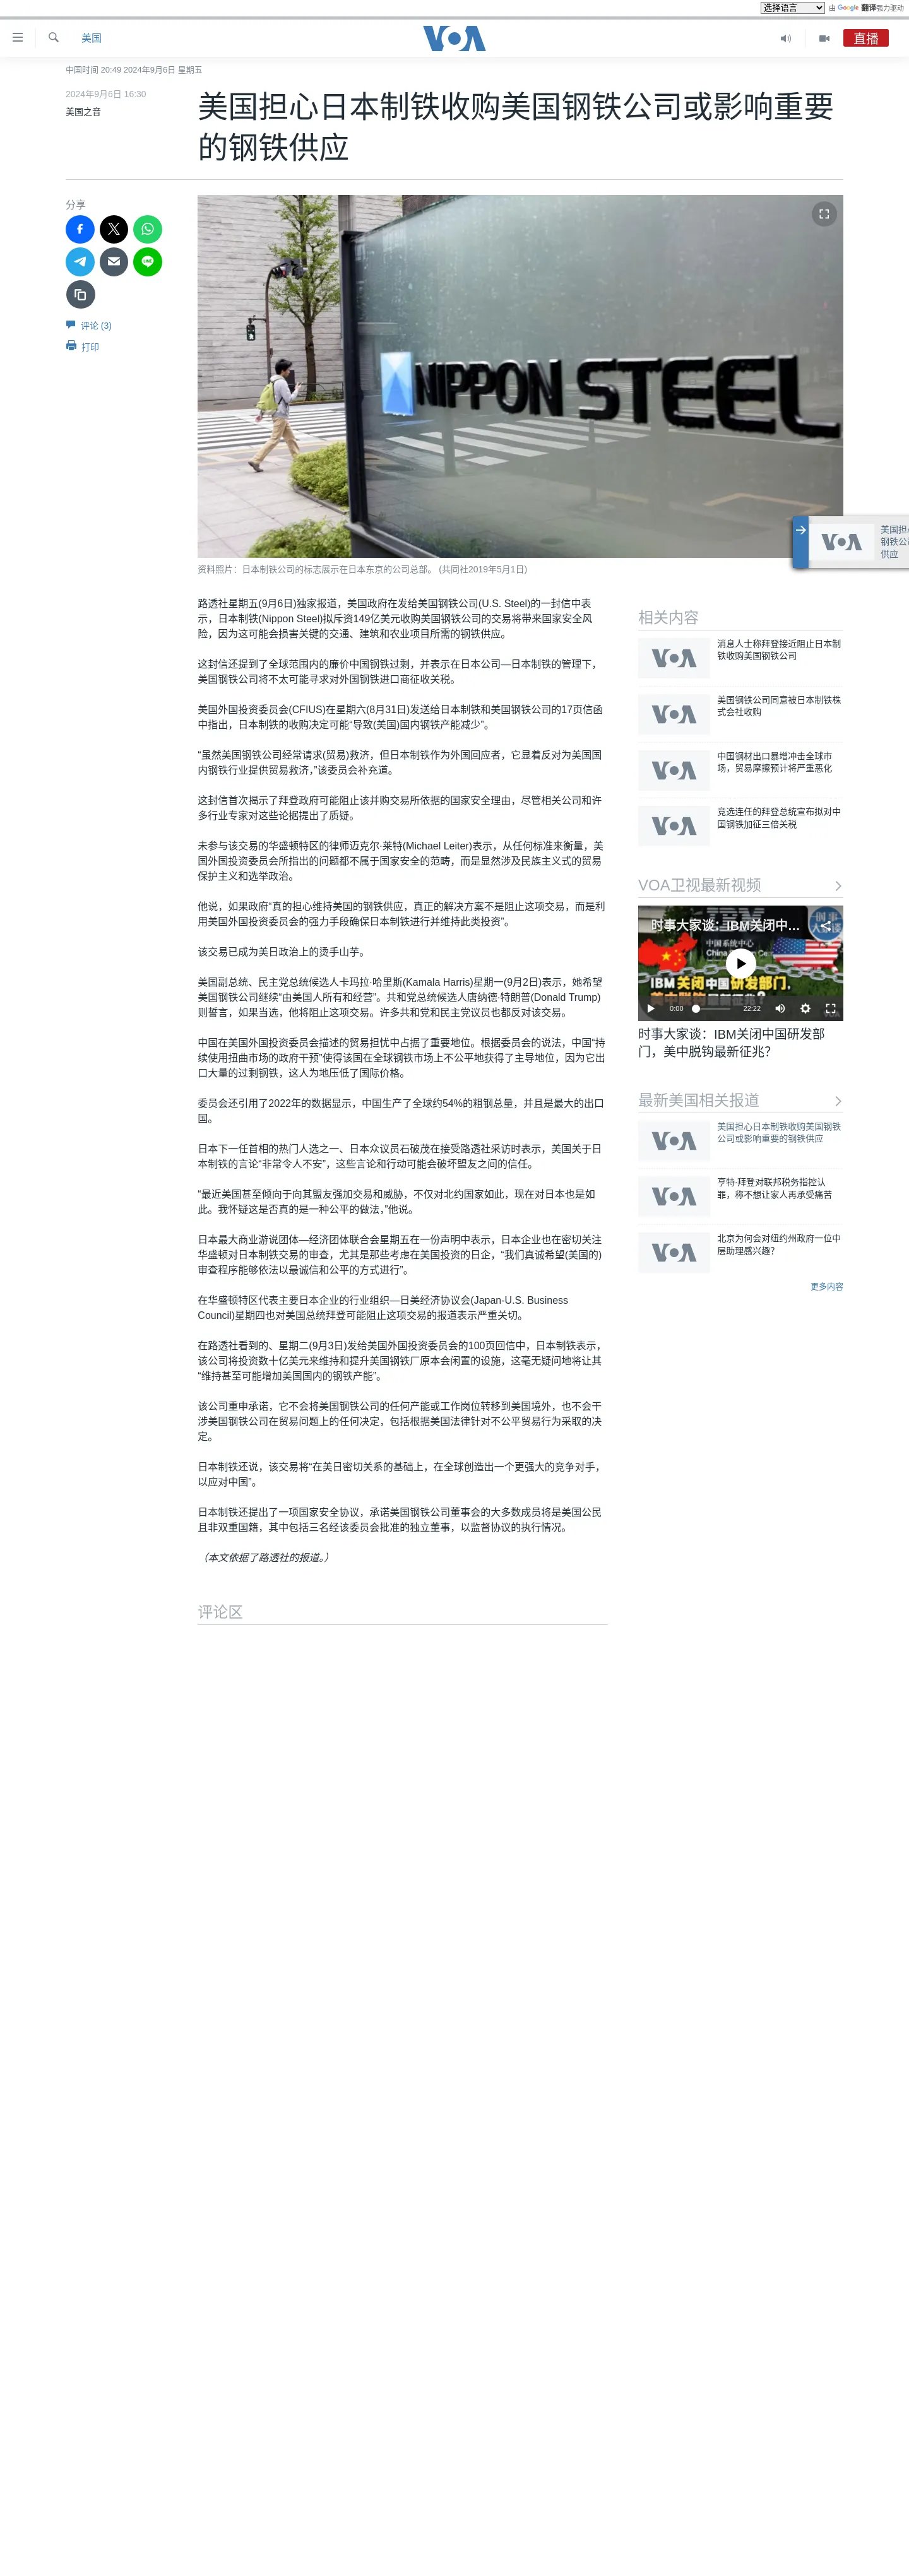 选择语言
由 Google 翻译强力驱动
美国
VOA
直播
中国时间 20:49 2024年9月6日 星期五
2024年9月6日 16:30
美国之音
美国担心日本制铁收购美国钢铁公司或影响重要
的钢铁供应
分享
评论 (3)
打印
NIPPON STEEL
资料照片：日本制铁公司的标志展示在日本东京的公司总部。 (共同社2019年5月1日)
美国担心
钢铁公司
供应
VOA
路透社星期五(9月6日)独家报道，美国政府在发给美国钢铁公司(U.S. Steel)的一封信中表
示，日本制铁(Nippon Steel)拟斥资149亿美元收购美国钢铁公司的交易将带来国家安全风
险，因为这可能会损害关键的交通、建筑和农业项目所需的钢铁供应。
这封信还提到了全球范围内的廉价中国钢铁过剩，并表示在日本公司—日本制铁的管理下，
美国钢铁公司将不太可能寻求对外国钢铁进口商征收关税。
美国外国投资委员会(CFIUS)在星期六(8月31日)发送给日本制铁和美国钢铁公司的17页信函
中指出，日本制铁的收购决定可能“导致(美国)国内钢铁产能减少”。
“虽然美国钢铁公司经常请求(贸易)救济，但日本制铁作为外国回应者，它显着反对为美国国
内钢铁行业提供贸易救济，”该委员会补充道。
这封信首次揭示了拜登政府可能阻止该并购交易所依据的国家安全理由，尽管相关公司和许
多行业专家对这些论据提出了质疑。
未参与该交易的华盛顿特区的律师迈克尔·莱特(Michael Leiter)表示，从任何标准来衡量，美
国外国投资委员会所指出的问题都不属于国家安全的范畴，而是显然涉及民族主义式的贸易
保护主义和选举政治。
他说，如果政府“真的担心维持美国的钢铁供应，真正的解决方案不是阻止这项交易，而是利
用美国外国投资委员会的强力手段确保日本制铁进行并维持此类投资”。
该交易已成为美日政治上的烫手山芋。
美国副总统、民主党总统候选人卡玛拉·哈里斯(Kamala Harris)星期一(9月2日)表示，她希望
美国钢铁公司继续“由美国人所有和经营”。共和党总统候选人唐纳德·特朗普(Donald Trump)
则誓言，如果当选，他将阻止这项交易。许多共和党和民主党议员也都反对该交易。
中国在美国外国投资委员会描述的贸易担忧中占据了重要地位。根据委员会的说法，中国“持
续使用扭曲市场的政府干预”使得该国在全球钢铁市场上不公平地获得了主导地位，因为它出
口大量的过剩钢铁，这人为地压低了国际价格。
委员会还引用了2022年的数据显示，中国生产了全球约54%的粗钢总量，并且是最大的出口
国。
日本下一任首相的热门人选之一、日本众议员石破茂在接受路透社采访时表示，美国关于日
本制铁的言论“非常令人不安”，这些言论和行动可能会破坏盟友之间的信任。
“最近美国甚至倾向于向其盟友强加交易和威胁，不仅对北约国家如此，现在对日本也是如
此。我怀疑这是否真的是一种公平的做法，”他说。
日本最大商业游说团体—经济团体联合会星期五在一份声明中表示，日本企业也在密切关注
华盛顿对日本制铁交易的审查，尤其是那些考虑在美国投资的日企，“我们真诚希望(美国的)
审查程序能够依法以最诚信和公平的方式进行”。
在华盛顿特区代表主要日本企业的行业组织—日美经济协议会(Japan-U.S. Business
Council)星期四也对美国总统拜登可能阻止这项交易的报道表示严重关切。
在路透社看到的、星期二(9月3日)发给美国外国投资委员会的100页回信中，日本制铁表示，
该公司将投资数十亿美元来维持和提升美国钢铁厂原本会闲置的设施，这毫无疑问地将让其
“维持甚至可能增加美国国内的钢铁产能”。
该公司重申承诺，它不会将美国钢铁公司的任何产能或工作岗位转移到美国境外，也不会干
涉美国钢铁公司在贸易问题上的任何决定，包括根据美国法律针对不公平贸易行为采取的决
定。
日本制铁还说，该交易将“在美日密切关系的基础上，在全球创造出一个更强大的竞争对手，
以应对中国”。
日本制铁还提出了一项国家安全协议，承诺美国钢铁公司董事会的大多数成员将是美国公民
且非双重国籍，其中包括三名经该委员会批准的独立董事，以监督协议的执行情况。
（本文依据了路透社的报道。）
评论区
相关内容
VOA
消息人士称拜登接近阻止日本制
铁收购美国钢铁公司
VOA
美国钢铁公司同意被日本制铁株
式会社收购
VOA
中国钢材出口暴增冲击全球市
场，贸易摩擦预计将严重恶化
VOA
竞选连任的拜登总统宣布拟对中
国钢铁加征三倍关税
VOA卫视最新视频
时事大家谈：IBM关闭中...
中国系统中心
IBM关闭中国研发部门，
0:00
22:22
时事大家谈：IBM关闭中国研发部
门，美中脱钩最新征兆？
最新美国相关报道
VOA
美国担心日本制铁收购美国钢铁
公司或影响重要的钢铁供应
VOA
亨特·拜登对联邦税务指控认
罪，称不想让家人再承受痛苦
VOA
北京为何会对纽约州政府一位中
层助理感兴趣？
更多内容